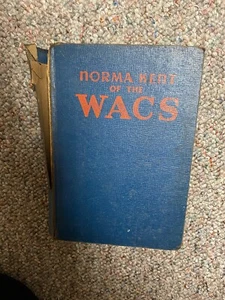 NORMA KENT
OF THE
WACS